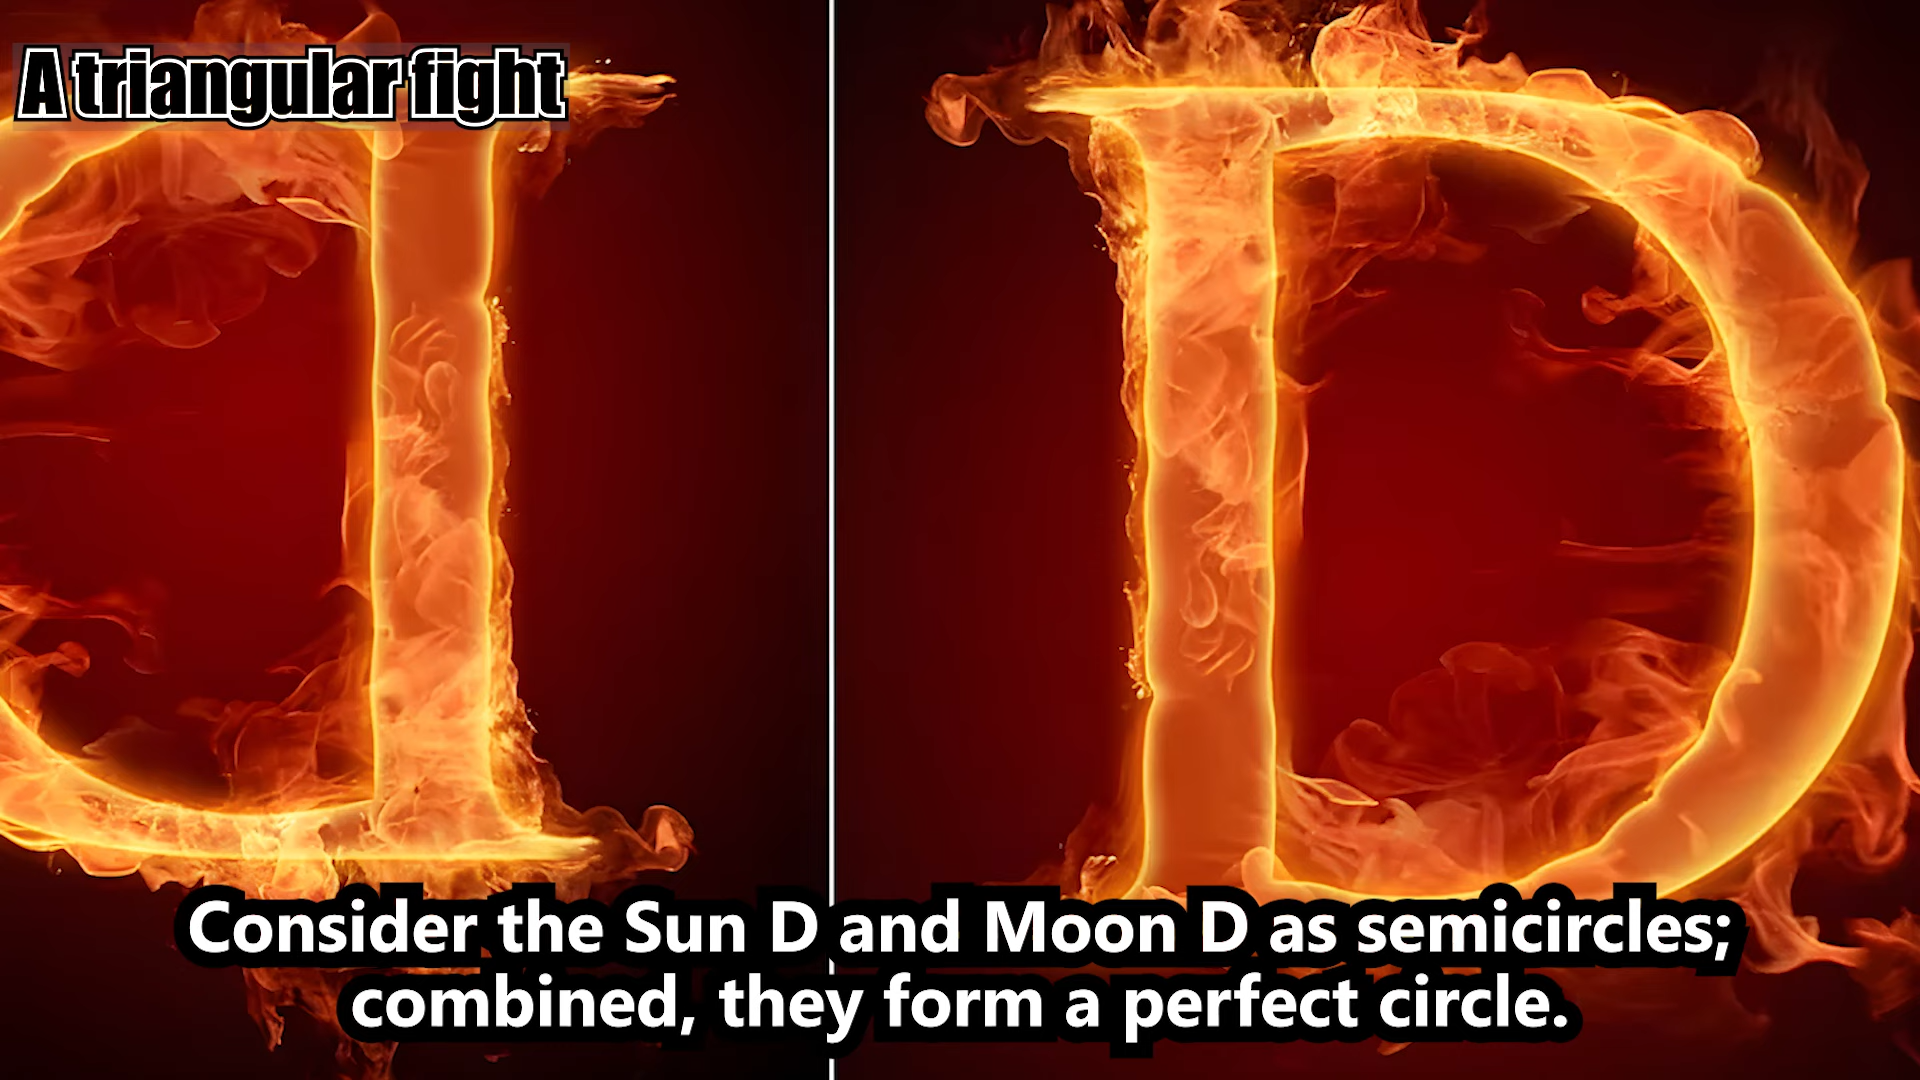 A triangular fight
D
Consider the Sun D and Moon D as semicircles;
combined, they form a perfect circle.